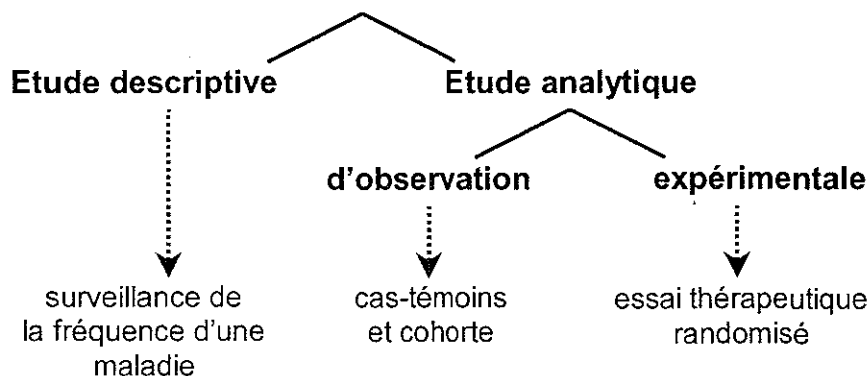 Etude descriptive
Etude analytique
d'observation
expérimentale
surveillance de
la fréquence d'une
maladie
cas-témoins
et cohorte
essai thérapeutique
randomisé